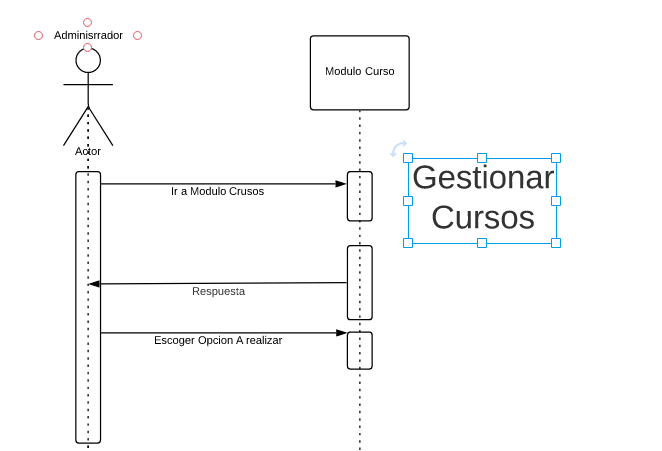 Adminisrrador
Modulo Curso
Actor
Gestionar
Cursos
Ir a Modulo Crusos
Respuesta
Escoger Opcion A realizar